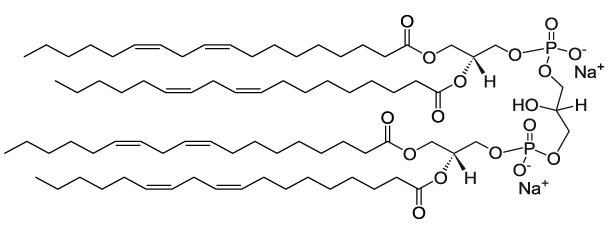 O O
O O P O-
Na+
O H O
O
HO H
O O
O O P O
O-
O H Na+
O